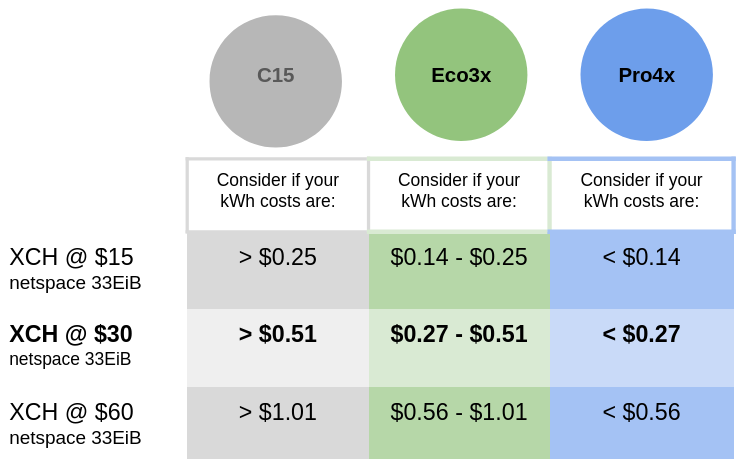 C15
Eco3x
Pro4x
Consider if your
kWh costs are:
Consider if your
kWh costs are:
Consider if your
kWh costs are:
XCH @ $15
netspace 33EiB
> $0.25
$0.14 - $0.25
< $0.14
XCH @ $30
netspace 33EiB
> $0.51
$0.27 - $0.51
< $0.27
XCH @ $60
netspace 33EiB
> $1.01
$0.56 - $1.01
< $0.56